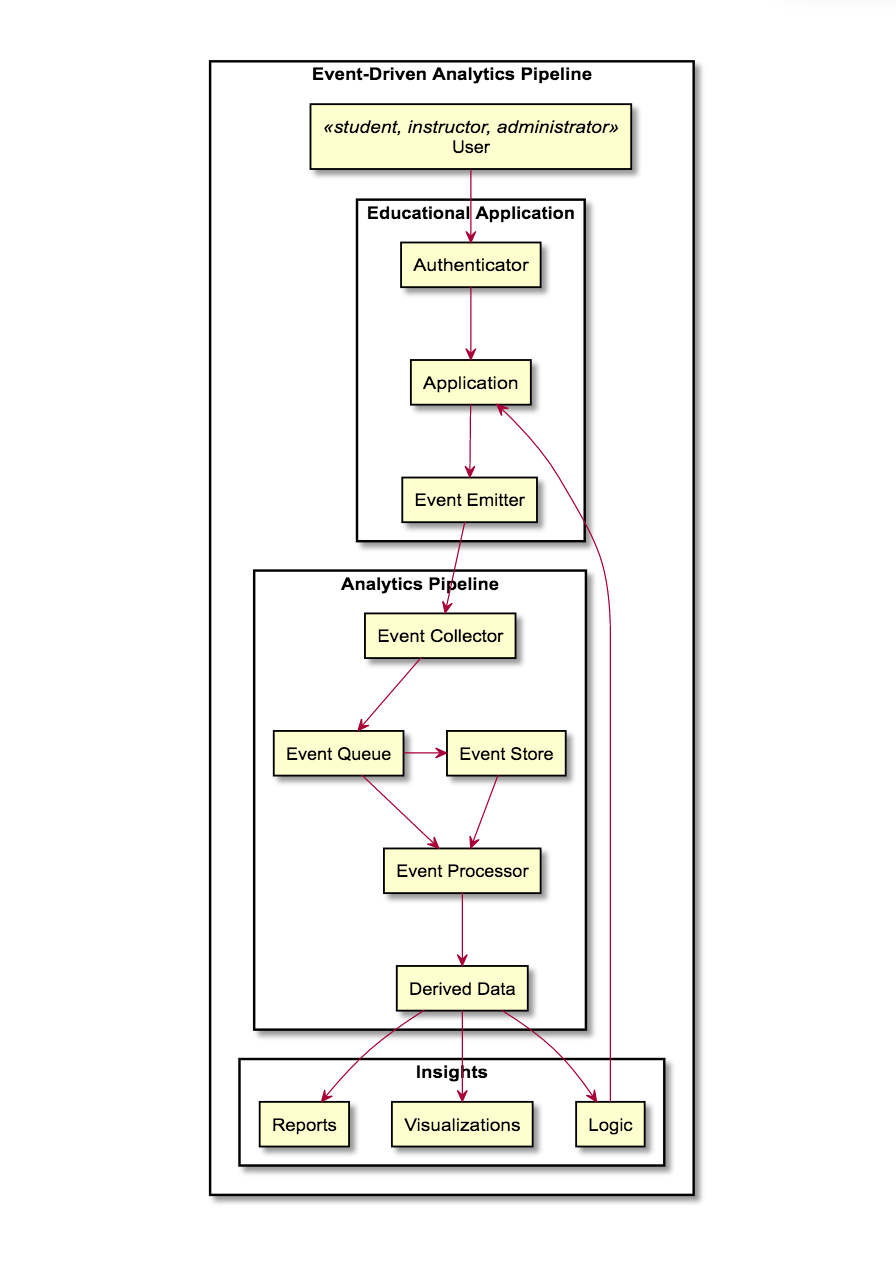 Event-Driven Analytics Pipeline
«student, instructor, administrator»
User
Educational Application
Authenticator
Application
Event Emitter
Analytics Pipeline
Event Collector
Event Queue
Event Store
Event Processor
Derived Data
Insights
Reports
Visualizations
Logic